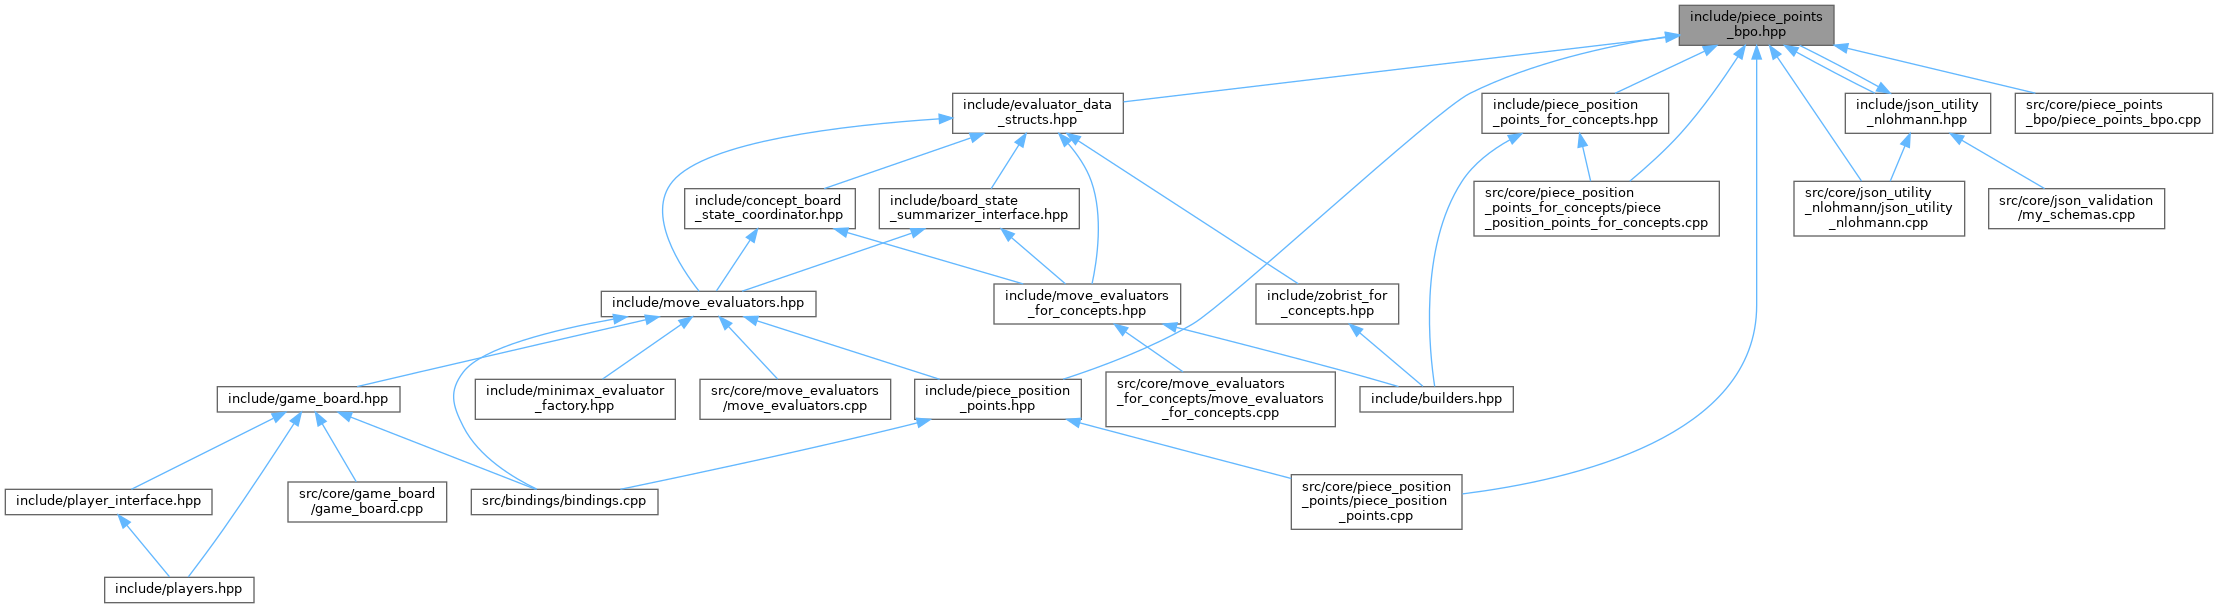 include/piece_points
_bpo.hpp
include/evaluator_data
_structs.hpp
include/piece_position
_points_for_concepts.hpp
include/json_utility
_nlohmann.hpp
src/core/piece_points
_bpo/piece_points_bpo.cpp
include/concept_board
_state_coordinator.hpp
include/board_state
_summarizer_interface.hpp
src/core/piece_position
_points_for_concepts/piece
_position_points_for_concepts.cpp
src/core/json_utility
_nlohmann/json_utility
_nlohmann.cpp
src/core/json_validation
/my_schemas.cpp
include/move_evaluators.hpp
include/move_evaluators
_for_concepts.hpp
include/zobrist_for
_concepts.hpp
include/game_board.hpp
include/minimax_evaluator
_factory.hpp
src/core/move_evaluators
/move_evaluators.cpp
include/piece_position
_points.hpp
src/core/move_evaluators
_for_concepts/move_evaluators
_for_concepts.cpp
include/builders.hpp
include/player_interface.hpp
src/core/game_board
/game_board.cpp
src/bindings/bindings.cpp
src/core/piece_position
_points/piece_position
_points.cpp
include/players.hpp